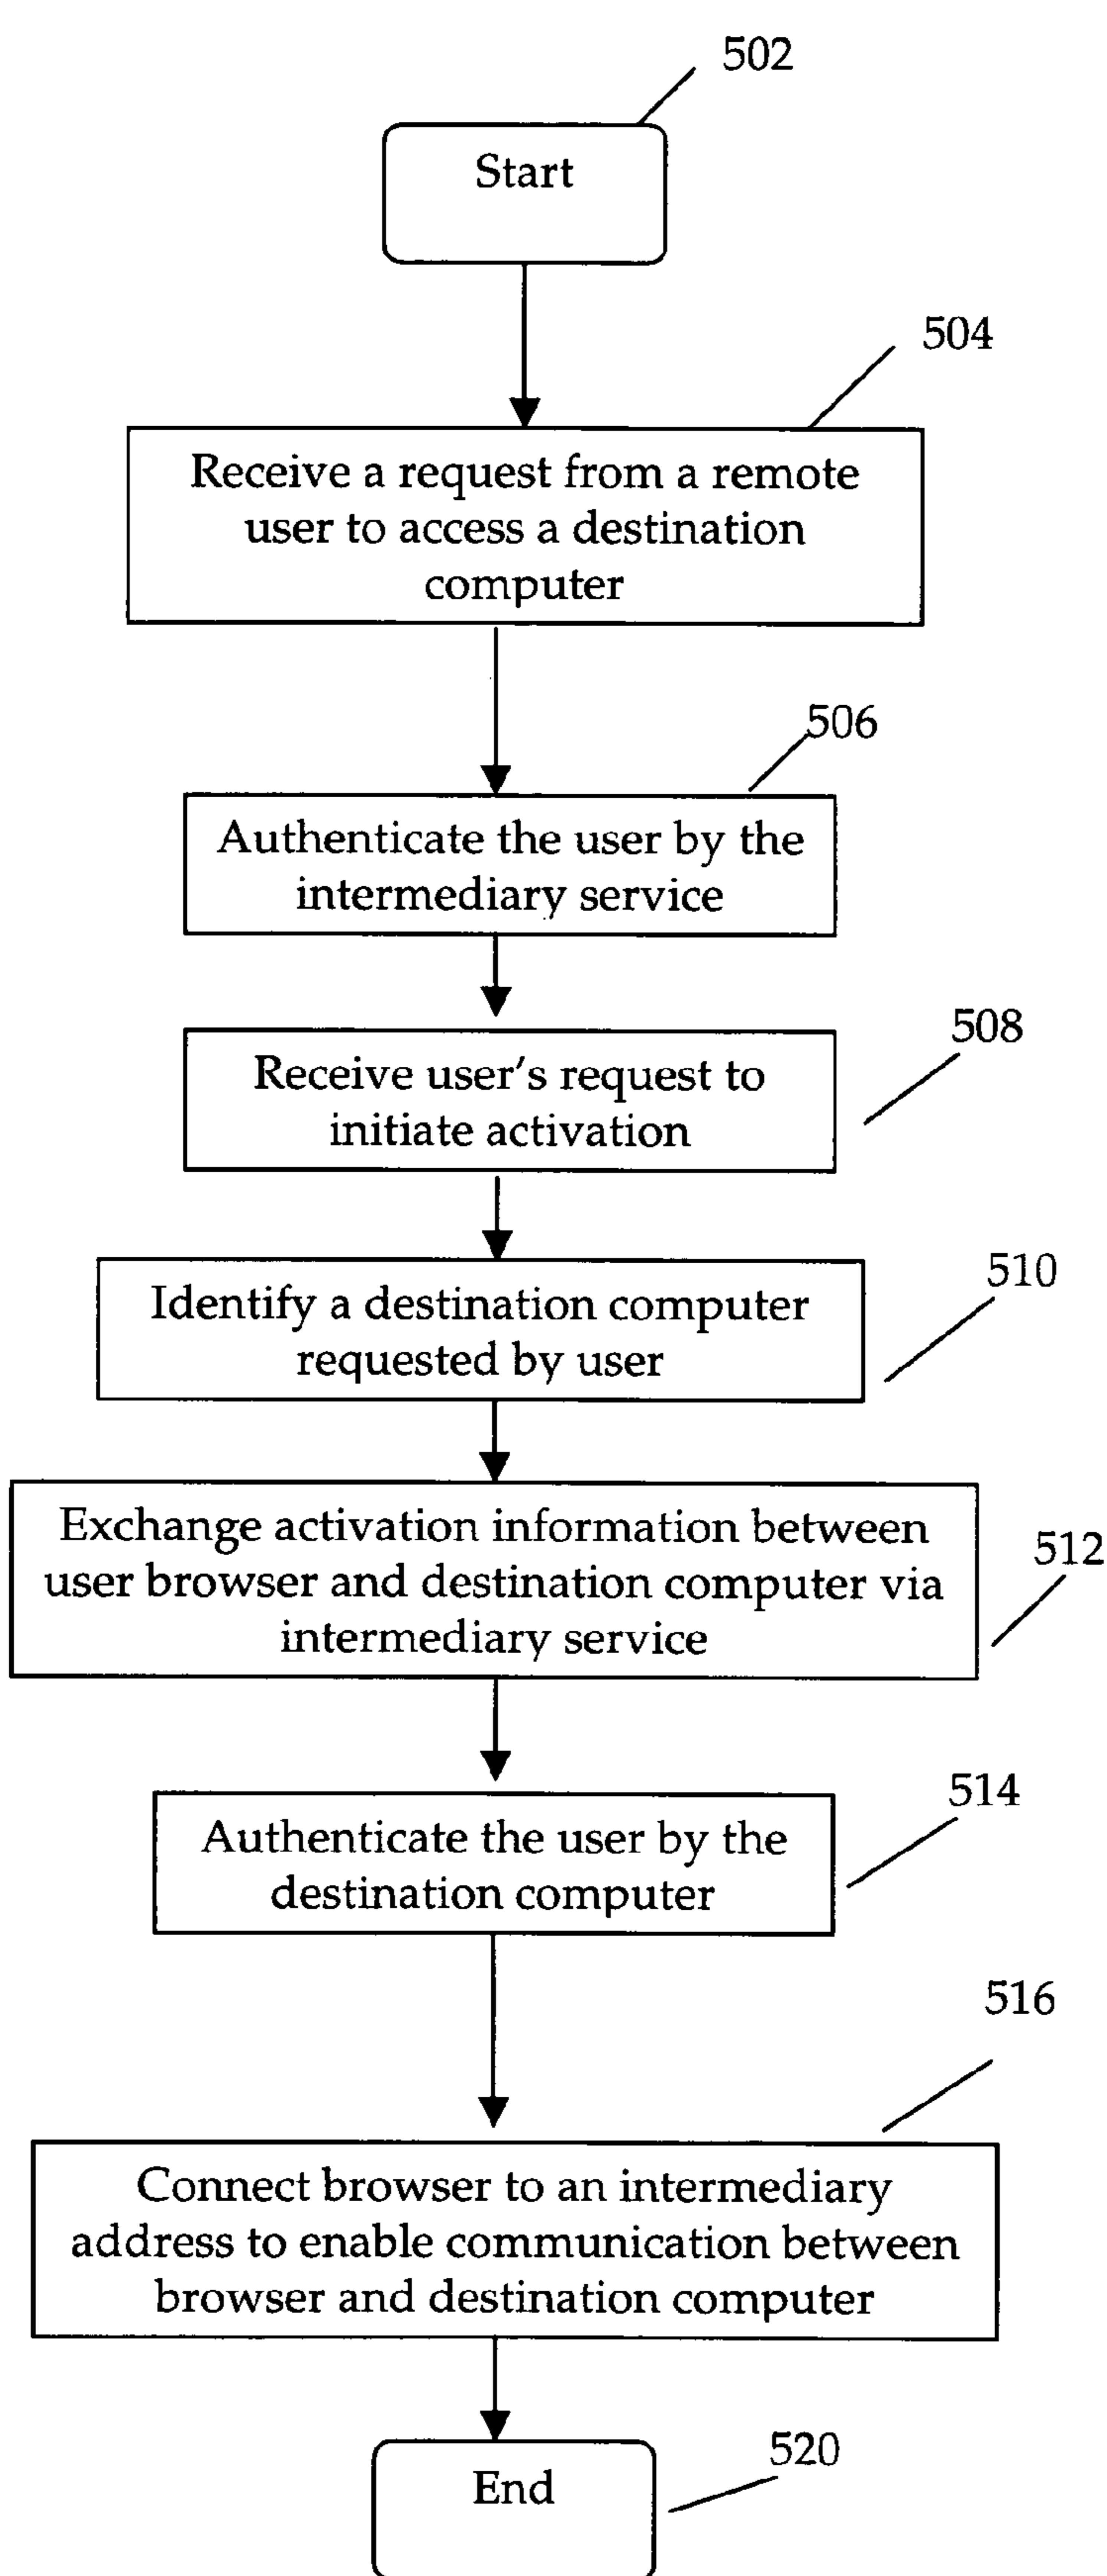 502
Start
504
Receive a request from a remote
user to access a destination
computer
506
Authenticate the user by the
intermediary service
508
Receive user's request to
initiate activation
510
Identify a destination computer
requested by user
Exchange activation information between
512
user browser and destination computer via
intermediary service
514
Authenticate the user by the
destination computer
516
Connect browser to an intermediary
address to enable communication between
browser and destination computer
520
End